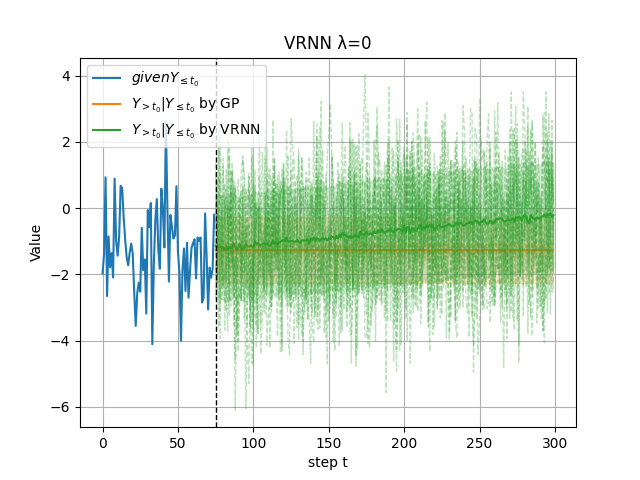 VRNN λ=0
given Y≤t₀
Y>t₀|Y≤t₀ by GP
Y>t₀|Y≤t₀ by VRNN
Value
4
2
0
−2
−4
−6
0 50 100 150 200 250 300
step t